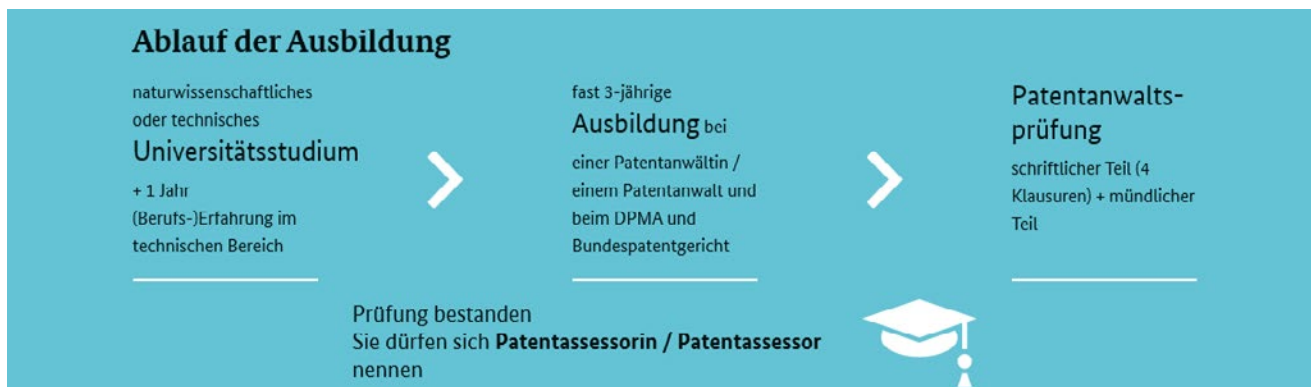 Ablauf der Ausbildung
naturwissenschaftliches
oder technisches
Universitätsstudium
+ 1 Jahr
(Berufs-)Erfahrung im
technischen Bereich
fast 3-jährige
Ausbildung bei
einer Patentanwältin /
einem Patentanwalt und
beim DPMA und
Bundespatentgericht
Patentanwalts-
prüfung
schriftlicher Teil (4
Klausuren) + mündlicher
Teil
Prüfung bestanden
Sie dürfen sich Patentassessorin / Patentassessor
nennen